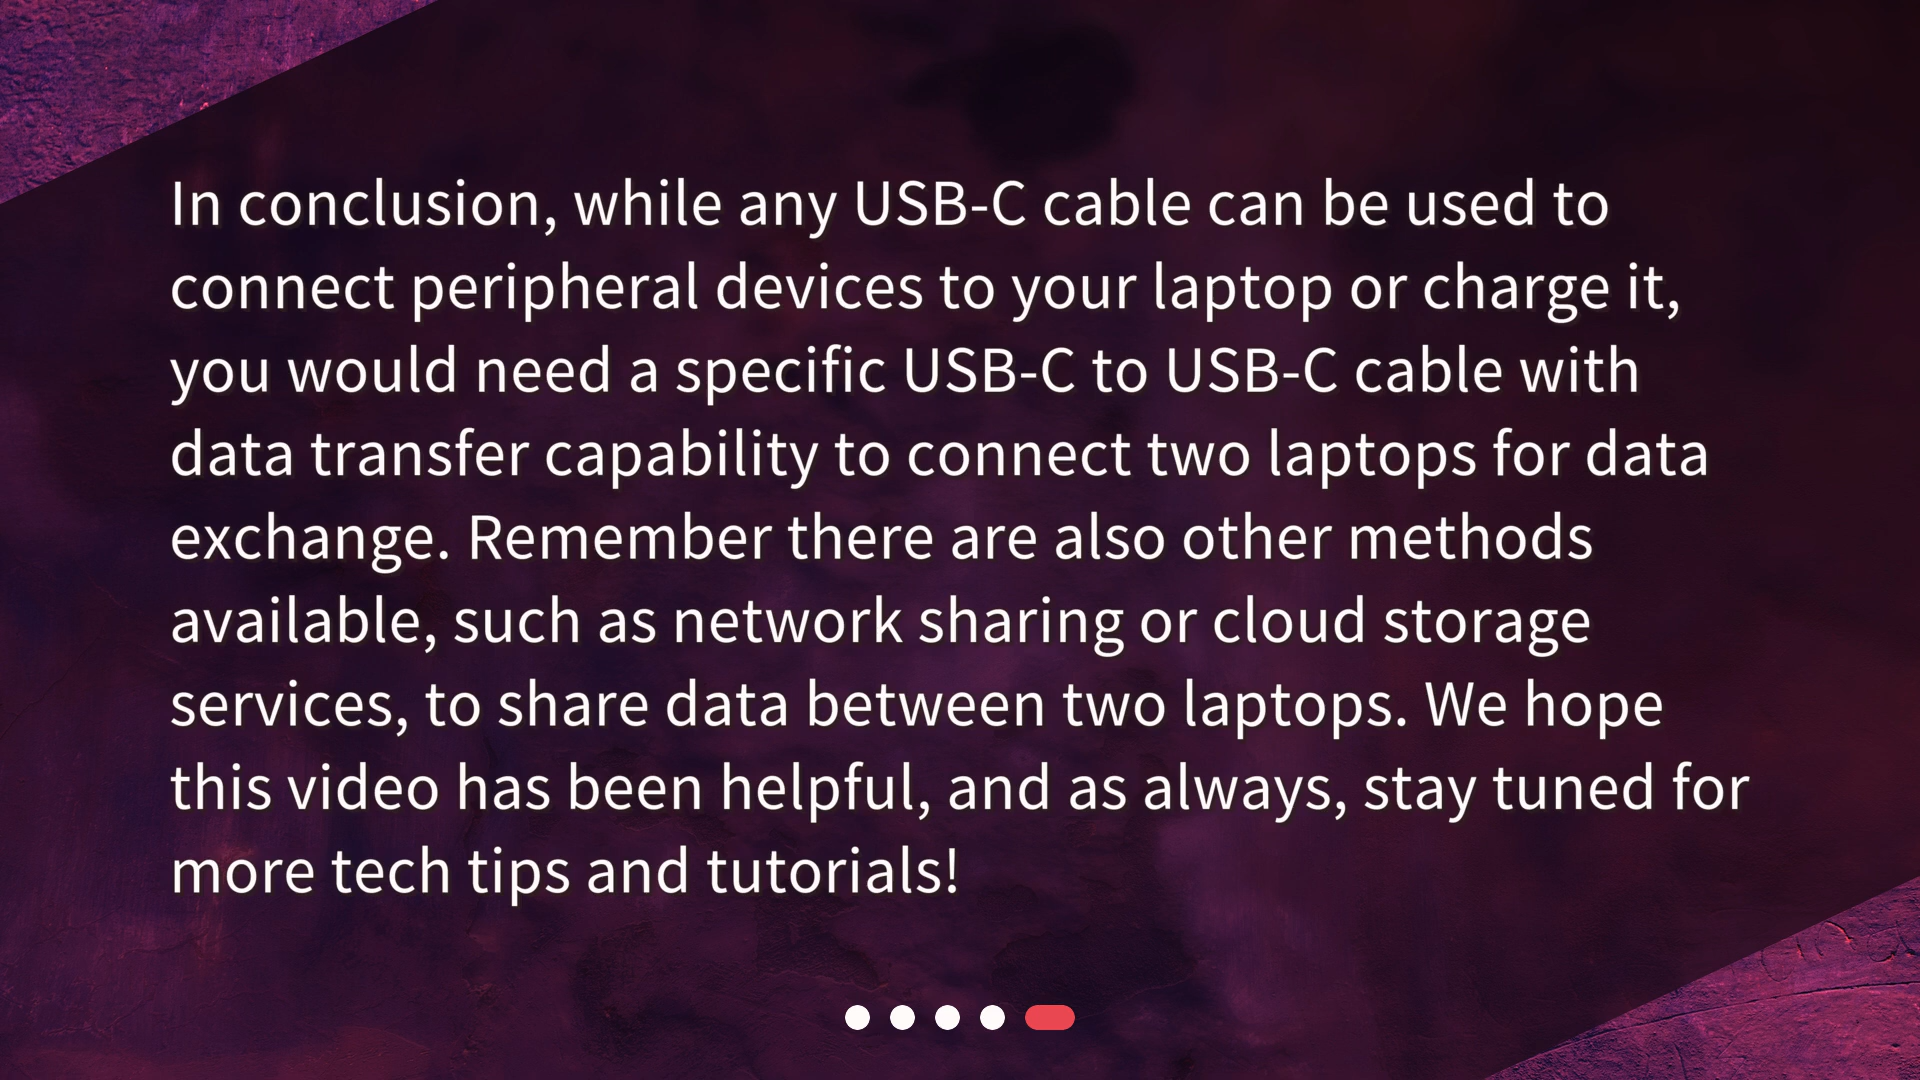 In conclusion, while any USB-C cable can be used to
connect peripheral devices to your laptop or charge it,
you would need a specific USB-C to USB-C cable with
data transfer capability to connect two laptops for data
exchange. Remember there are also other methods
available, such as network sharing or cloud storage
services, to share data between two laptops. We hope
this video has been helpful, and as always, stay tuned for
more tech tips and tutorials!